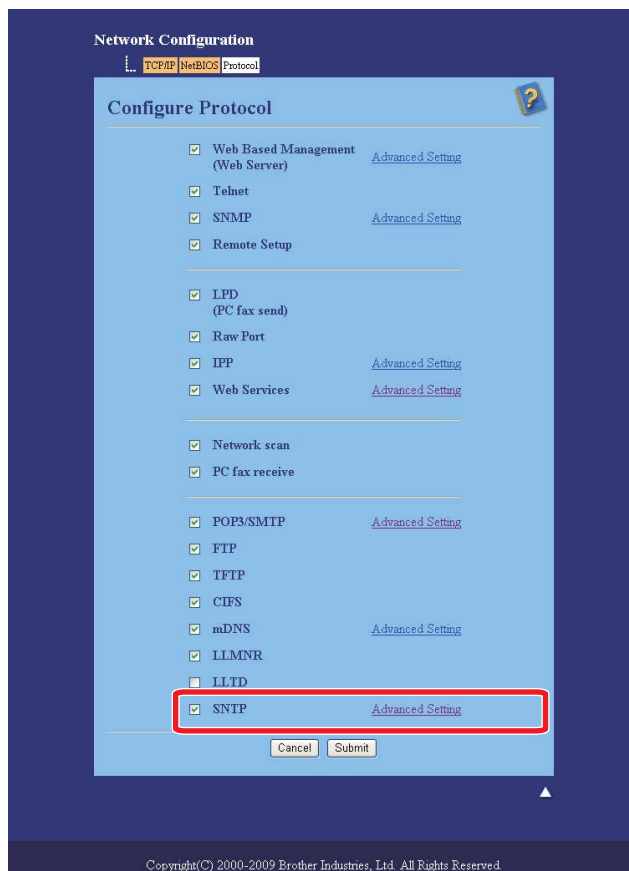 Network Configuration
TCP/IP NetBIOS Protocol
Configure Protocol
?
Web Based Management
(Web Server) Advanced Setting
Telnet
SNMP Advanced Setting
Remote Setup
LPD
(PC fax send)
Raw Port
IPP Advanced Setting
Web Services Advanced Setting
Network scan
PC fax receive
POP3/SMTP Advanced Setting
FTP
TFTP
CIFS
mDNS Advanced Setting
LLMNR
LLTD
SNTP Advanced Setting
Cancel Submit
Copyright(C) 2000-2009 Brother Industries, Ltd. All Rights Reserved.